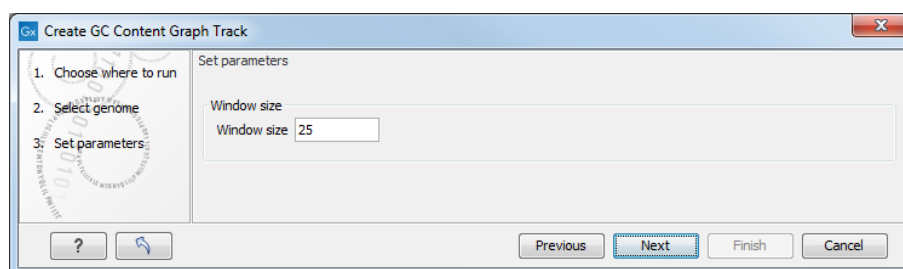 Gx Create GC Content Graph Track
1. Choose where to run
2. Select genome
3. Set parameters
Set parameters
Window size
Window size 25
? Previous Next Finish Cancel